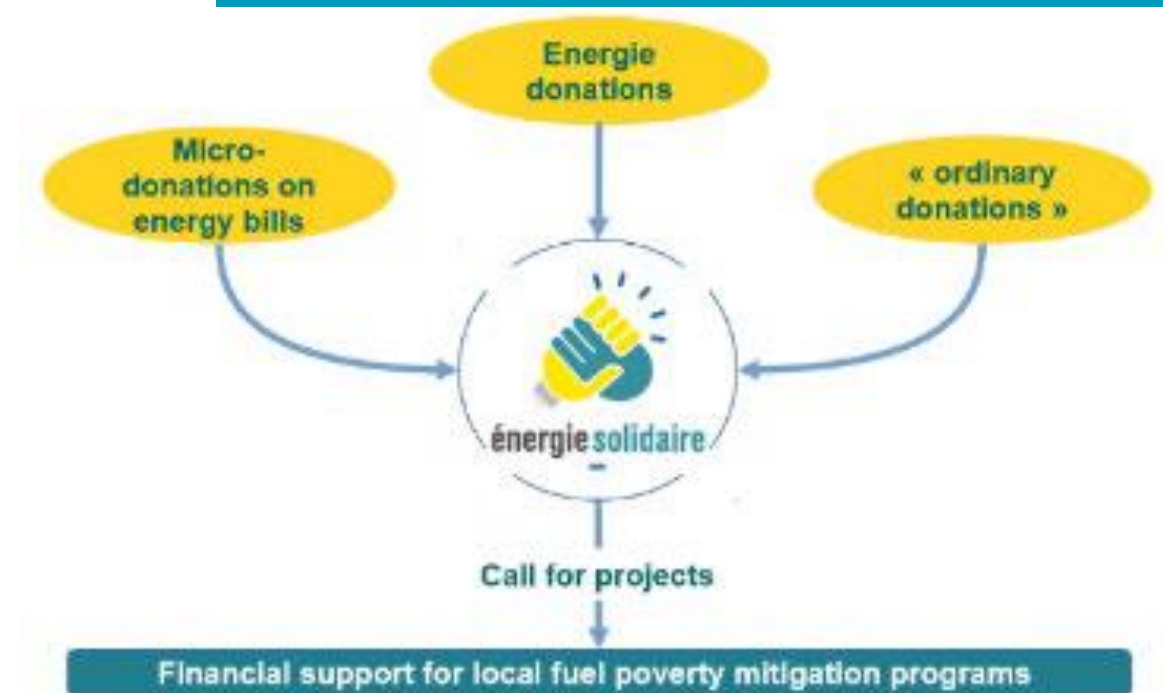 Energie
donations
Micro-
donations on
energy bills
« ordinary
donations »
énergie solidaire
Call for projects
Financial support for local fuel poverty mitigation programs